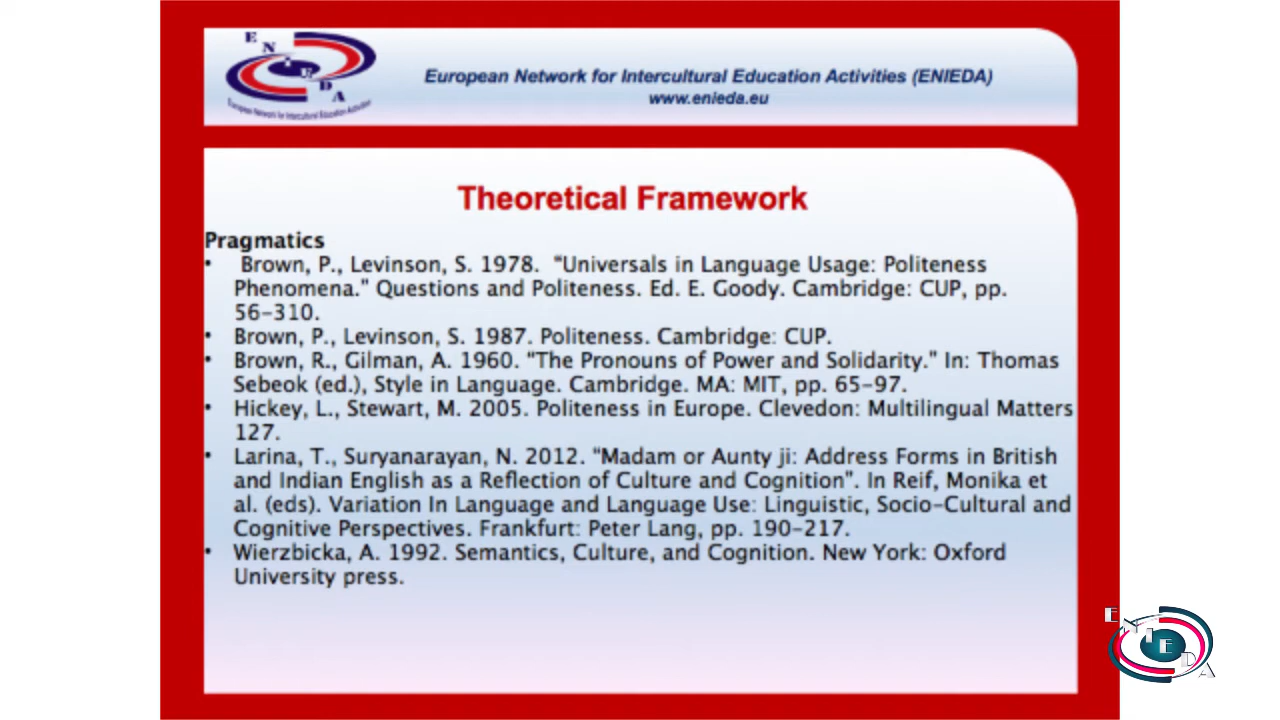 E N I E D A
European Network for Intercultural Education Activities
European Network for Intercultural Education Activities (ENIEDA)
www.enieda.eu
Theoretical Framework
Pragmatics
• Brown, P., Levinson, S. 1978. “Universals in Language Usage: Politeness
Phenomena.” Questions and Politeness. Ed. E. Goody. Cambridge: CUP, pp.
56–310.
• Brown, P., Levinson, S. 1987. Politeness. Cambridge: CUP.
• Brown, R., Gilman, A. 1960. “The Pronouns of Power and Solidarity.” In: Thomas
Sebeok (ed.), Style in Language. Cambridge. MA: MIT, pp. 65–97.
• Hickey, L., Stewart, M. 2005. Politeness in Europe. Clevedon: Multilingual Matters
127.
• Larina, T., Suryanarayan, N. 2012. “Madam or Aunty ji: Address Forms in British
and Indian English as a Reflection of Culture and Cognition”. In Reif, Monika et
al. (eds). Variation In Language and Language Use: Linguistic, Socio-Cultural and
Cognitive Perspectives. Frankfurt: Peter Lang, pp. 190–217.
• Wierzbicka, A. 1992. Semantics, Culture, and Cognition. New York: Oxford
University press.
E N I E D A